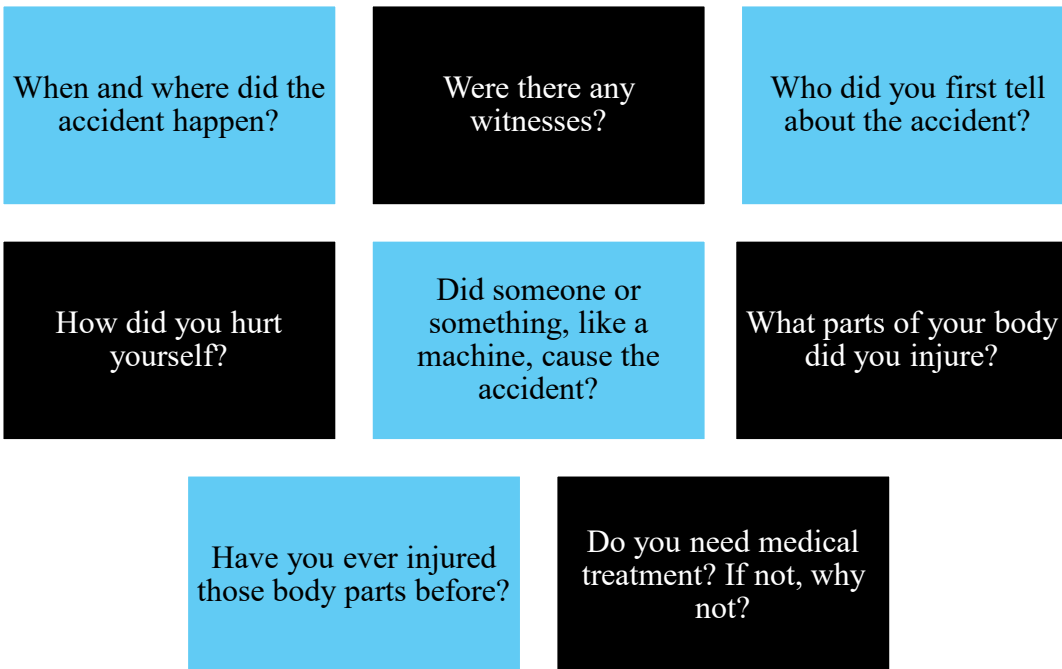 When and where did the
accident happen?
Were there any
witnesses?
Who did you first tell
about the accident?
How did you hurt
yourself?
Did someone or
something, like a
machine, cause the
accident?
What parts of your body
did you injure?
Have you ever injured
those body parts before?
Do you need medical
treatment? If not, why
not?